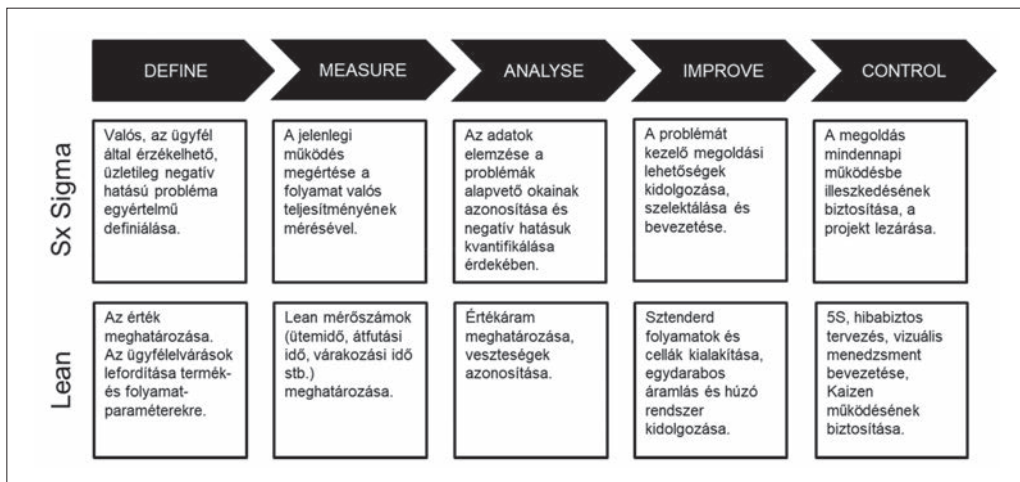 DEFINE
MEASURE
ANALYSE
IMPROVE
CONTROL
Sx Sigma
Valós, az ügyfél
által érzékelhető,
üzletileg negatív
hatású probléma
egyértelmű
definiálása.
A jelenlegi
működés
megértése a
folyamat valós
teljesítményének
mérésével.
Az adatok
elemzése a
problémák
alapvető okainak
azonosítása és
negatív hatásuk
kvantifikálása
érdekében.
A problémát
kezelő megoldási
lehetőségek
kidolgozása,
szelektálása és
bevezetése.
A megoldás
mindennapi
működésbe
illeszkedésének
biztosítása, a
projekt lezárása.
Lean
Az érték
meghatározása.
Az ügyfélelvárások
lefordítása termék-
és folyamat-
paraméterekre.
Lean mérőszámok
(ütemidő, átfutási
idő, várakozási idő
stb.)
meghatározása.
Értékáram
meghatározása,
veszteségek
azonosítása.
Sztenderd
folyamatok és
cellák kialakítása,
egydarabos
áramlás és húzó
rendszer
kidolgozása.
5S, hibabiztos
tervezés, vizuális
menedzsment
bevezetése,
Kaizen
működésének
biztosítása.